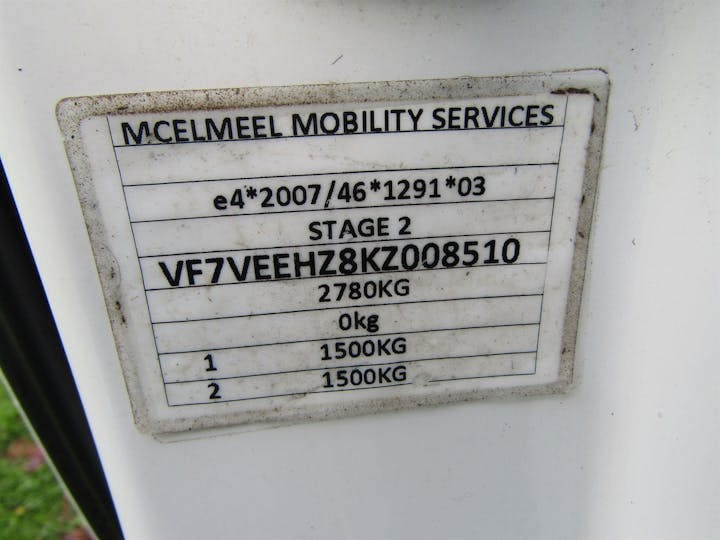 MCELMEEL MOBILITY SERVICES
e4*2007/46*1291*03
STAGE 2
VF7VEEHZ8KZ008510
2780KG
0kg
1 1500KG
2 1500KG